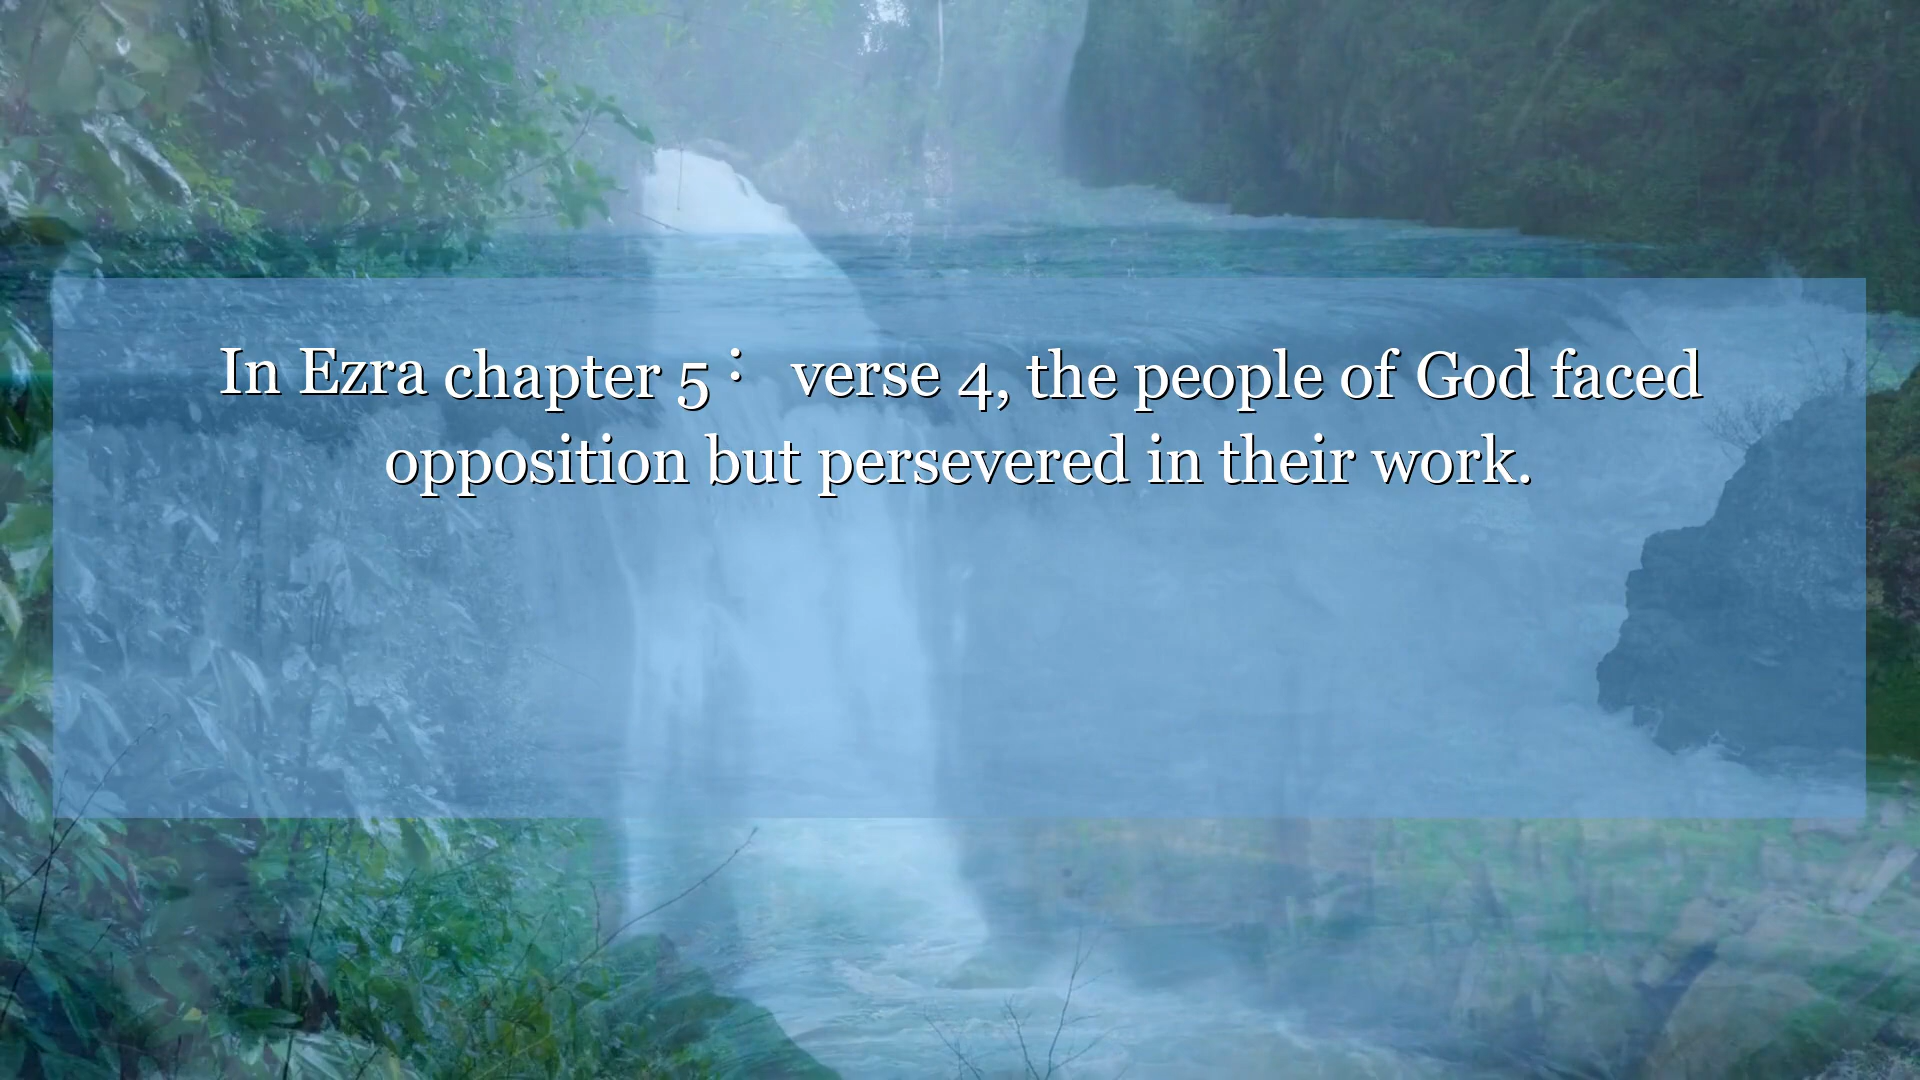 In Ezra chapter 5： verse 4, the people of God faced
opposition but persevered in their work.